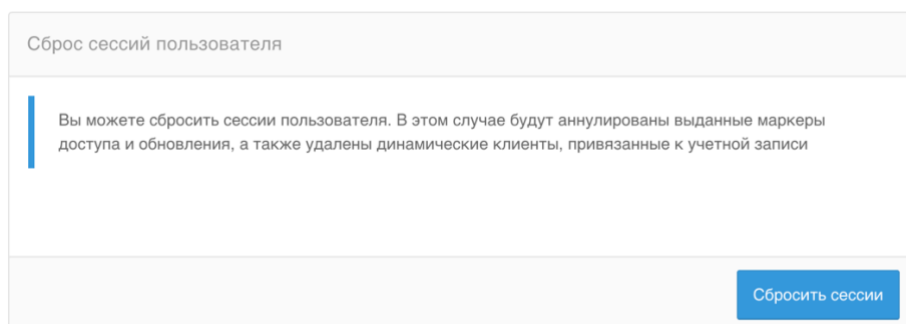 Сброс сессий пользователя
Вы можете сбросить сессии пользователя. В этом случае будут аннулированы выданные маркеры
доступа и обновления, а также удалены динамические клиенты, привязанные к учетной записи
Сбросить сессии